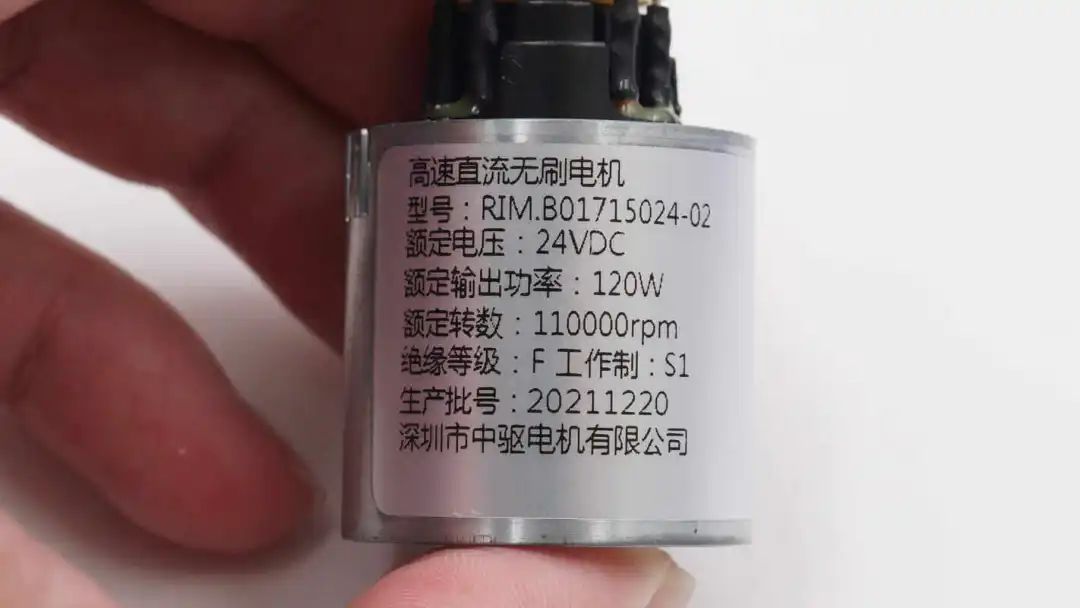 高速直流无刷电机
型号：RIM.B01715024-02
额定电压：24VDC
额定输出功率：120W
额定转数：110000rpm
绝缘等级：F 工作制：S1
生产批号：20211220
深圳市中驱电机有限公司